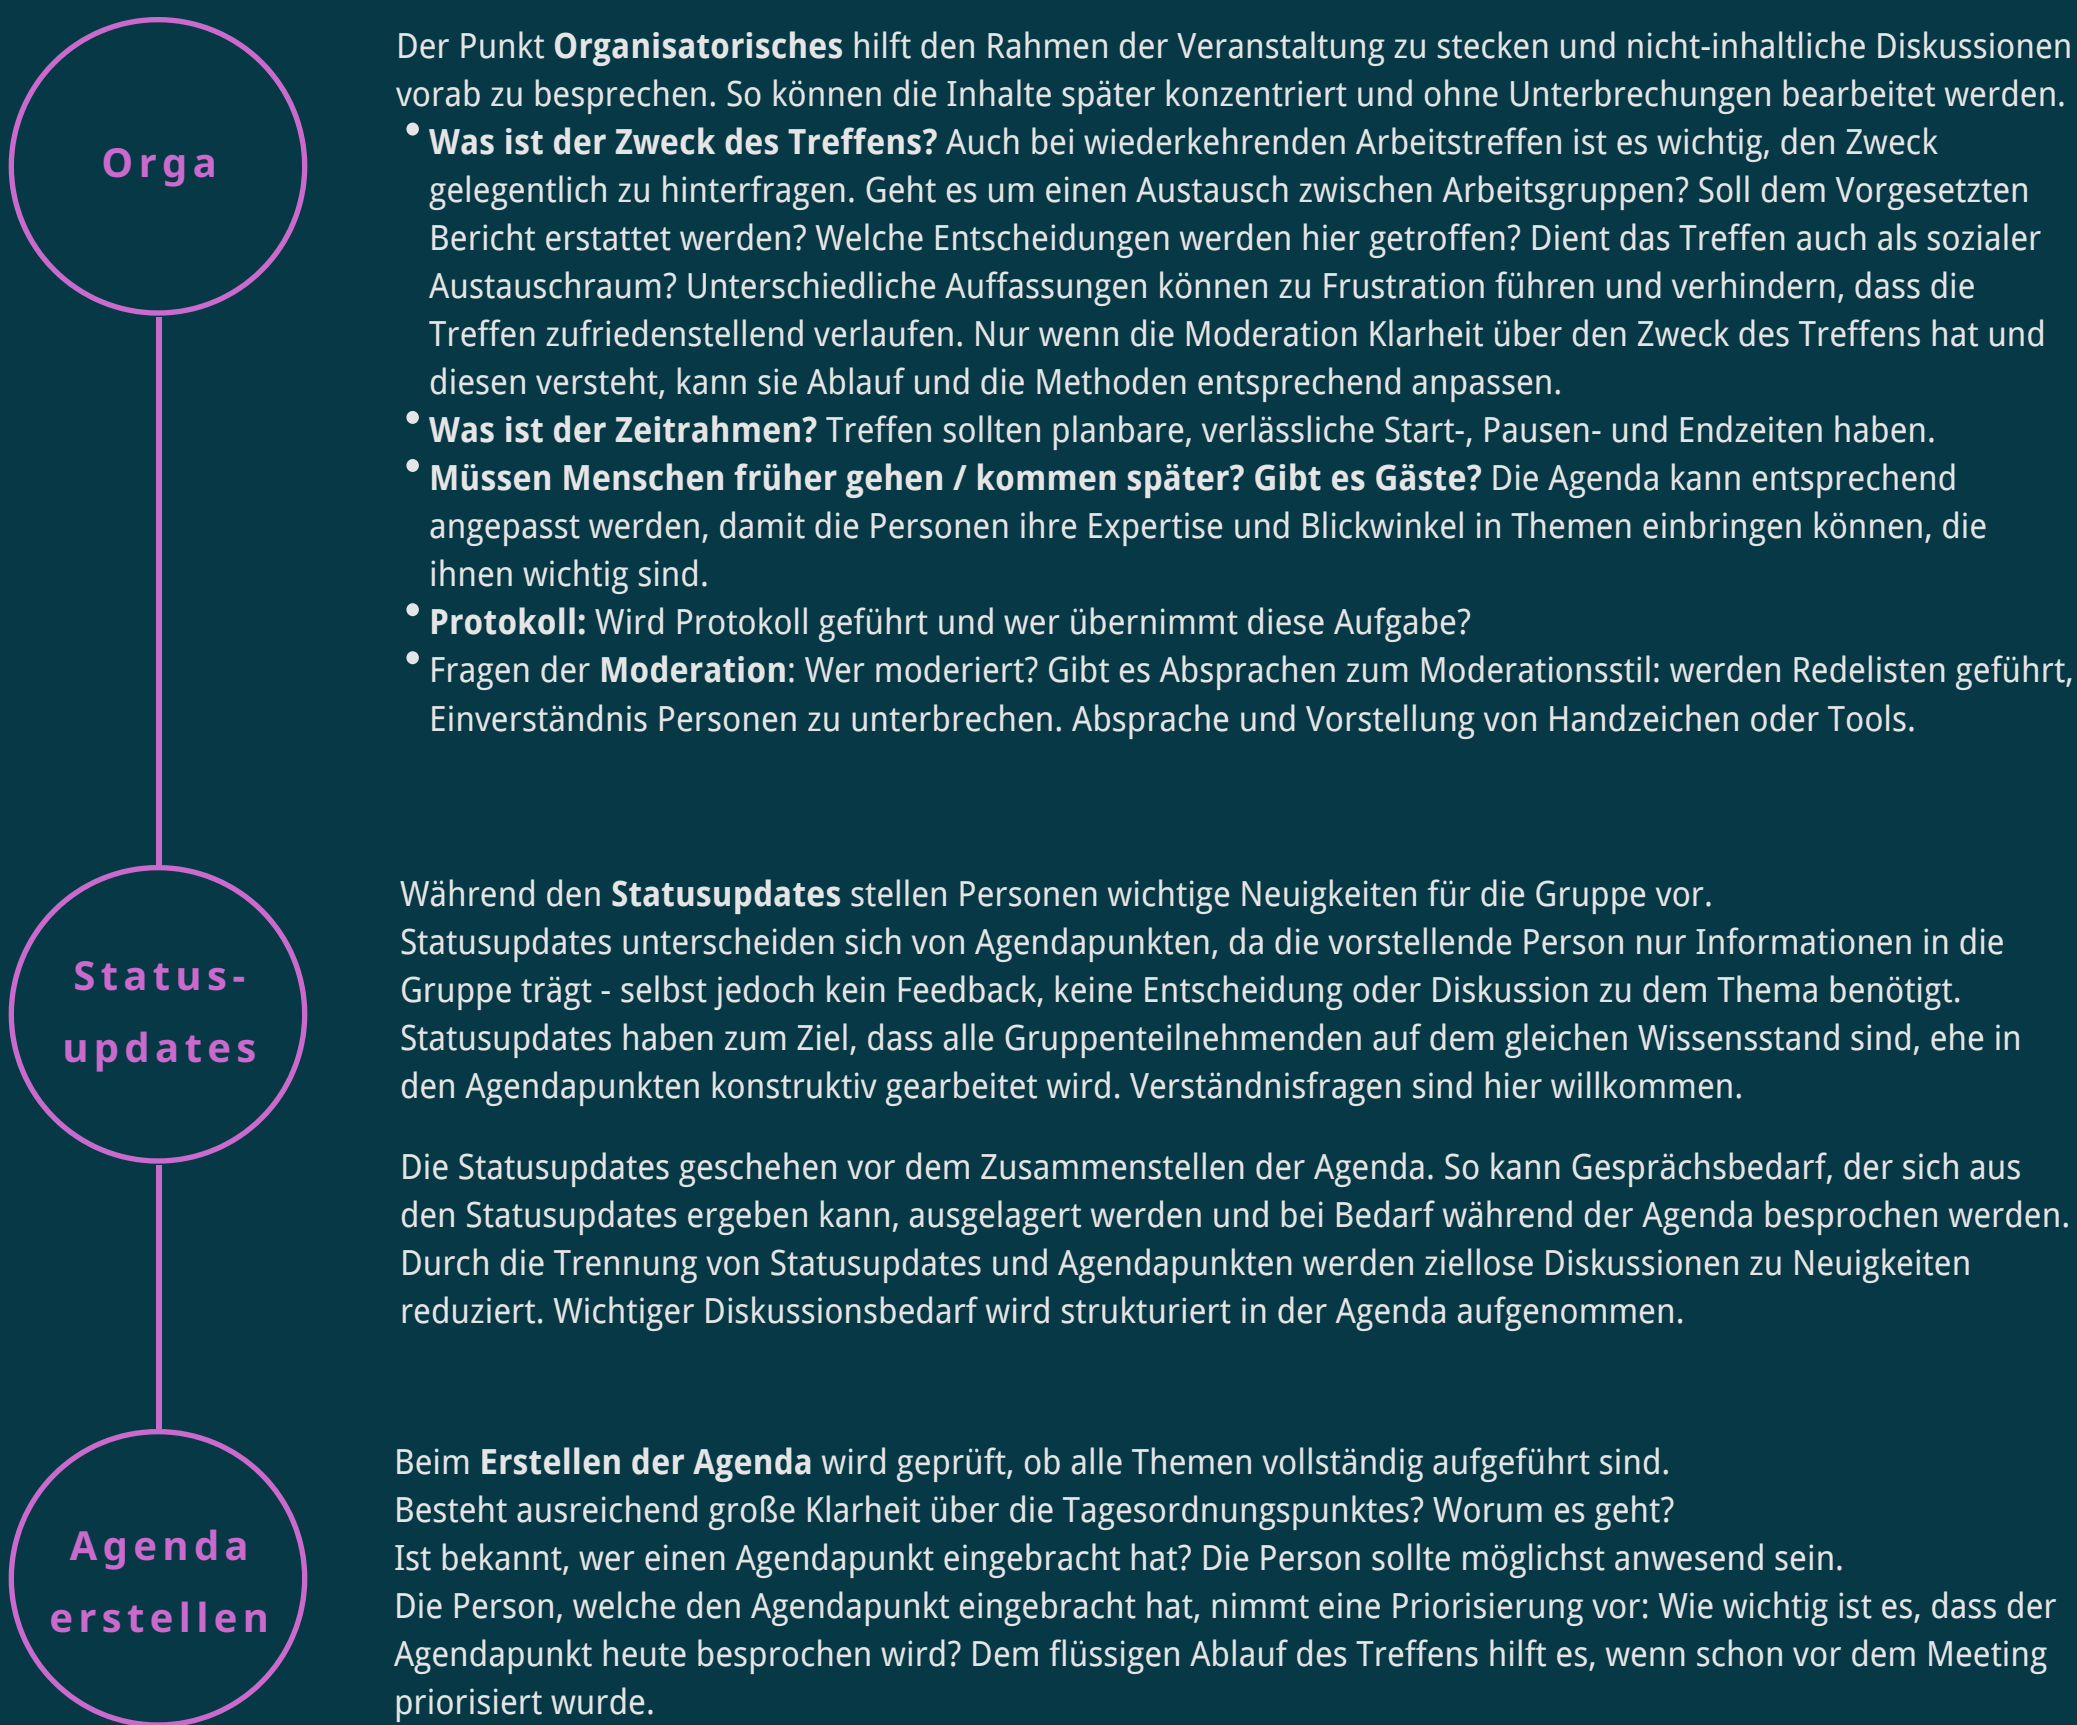 Orga
Der Punkt Organisatorisches hilft den Rahmen der Veranstaltung zu stecken und nicht-inhaltliche Diskussionen
vorab zu besprechen. So können die Inhalte später konzentriert und ohne Unterbrechungen bearbeitet werden.
• Was ist der Zweck des Treffens? Auch bei wiederkehrenden Arbeitstreffen ist es wichtig, den Zweck
gelegentlich zu hinterfragen. Geht es um einen Austausch zwischen Arbeitsgruppen? Soll dem Vorgesetzten
Bericht erstattet werden? Welche Entscheidungen werden hier getroffen? Dient das Treffen auch als sozialer
Austauschraum? Unterschiedliche Auffassungen können zu Frustration führen und verhindern, dass die
Treffen zufriedenstellend verlaufen. Nur wenn die Moderation Klarheit über den Zweck des Treffens hat und
diesen versteht, kann sie Ablauf und die Methoden entsprechend anpassen.
• Was ist der Zeitrahmen? Treffen sollten planbare, verlässliche Start-, Pausen- und Endzeiten haben.
• Müssen Menschen früher gehen / kommen später? Gibt es Gäste? Die Agenda kann entsprechend
angepasst werden, damit die Personen ihre Expertise und Blickwinkel in Themen einbringen können, die
ihnen wichtig sind.
• Protokoll: Wird Protokoll geführt und wer übernimmt diese Aufgabe?
• Fragen der Moderation: Wer moderiert? Gibt es Absprachen zum Moderationsstil: werden Redelisten geführt,
Einverständnis Personen zu unterbrechen. Absprache und Vorstellung von Handzeichen oder Tools.
Status-
updates
Während den Statusupdates stellen Personen wichtige Neuigkeiten für die Gruppe vor.
Statusupdates unterscheiden sich von Agendapunkten, da die vorstellende Person nur Informationen in die
Gruppe trägt - selbst jedoch kein Feedback, keine Entscheidung oder Diskussion zu dem Thema benötigt.
Statusupdates haben zum Ziel, dass alle Gruppenteilnehmenden auf dem gleichen Wissensstand sind, ehe in
den Agendapunkten konstruktiv gearbeitet wird. Verständnisfragen sind hier willkommen.
Die Statusupdates geschehen vor dem Zusammenstellen der Agenda. So kann Gesprächsbedarf, der sich aus
den Statusupdates ergeben kann, ausgelagert werden und bei Bedarf während der Agenda besprochen werden.
Durch die Trennung von Statusupdates und Agendapunkten werden ziellose Diskussionen zu Neuigkeiten
reduziert. Wichtiger Diskussionsbedarf wird strukturiert in der Agenda aufgenommen.
Agenda
erstellen
Beim Erstellen der Agenda wird geprüft, ob alle Themen vollständig aufgeführt sind.
Besteht ausreichend große Klarheit über die Tagesordnungspunktes? Worum es geht?
Ist bekannt, wer einen Agendapunkt eingebracht hat? Die Person sollte möglichst anwesend sein.
Die Person, welche den Agendapunkt eingebracht hat, nimmt eine Priorisierung vor: Wie wichtig ist es, dass der
Agendapunkt heute besprochen wird? Dem flüssigen Ablauf des Treffens hilft es, wenn schon vor dem Meeting
priorisiert wurde.